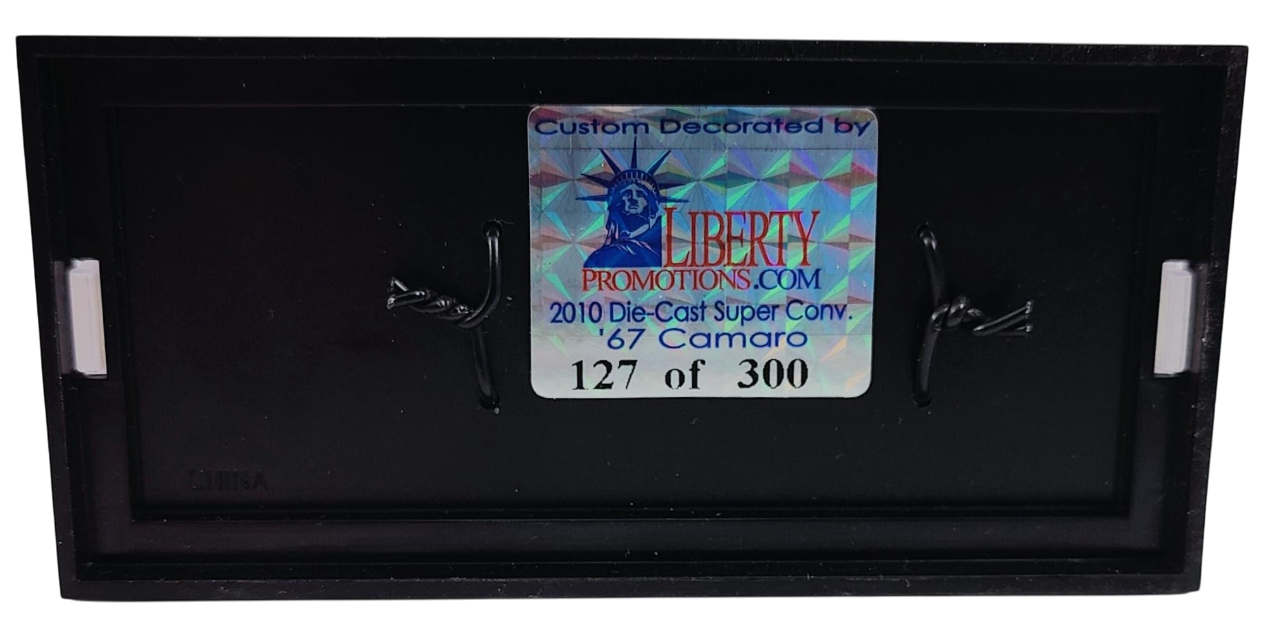 Custom Decorated by
LIBERTY
PROMOTIONS.COM
2010 Die-Cast Super Conv.
'67 Camaro
127 of 300
CHINA